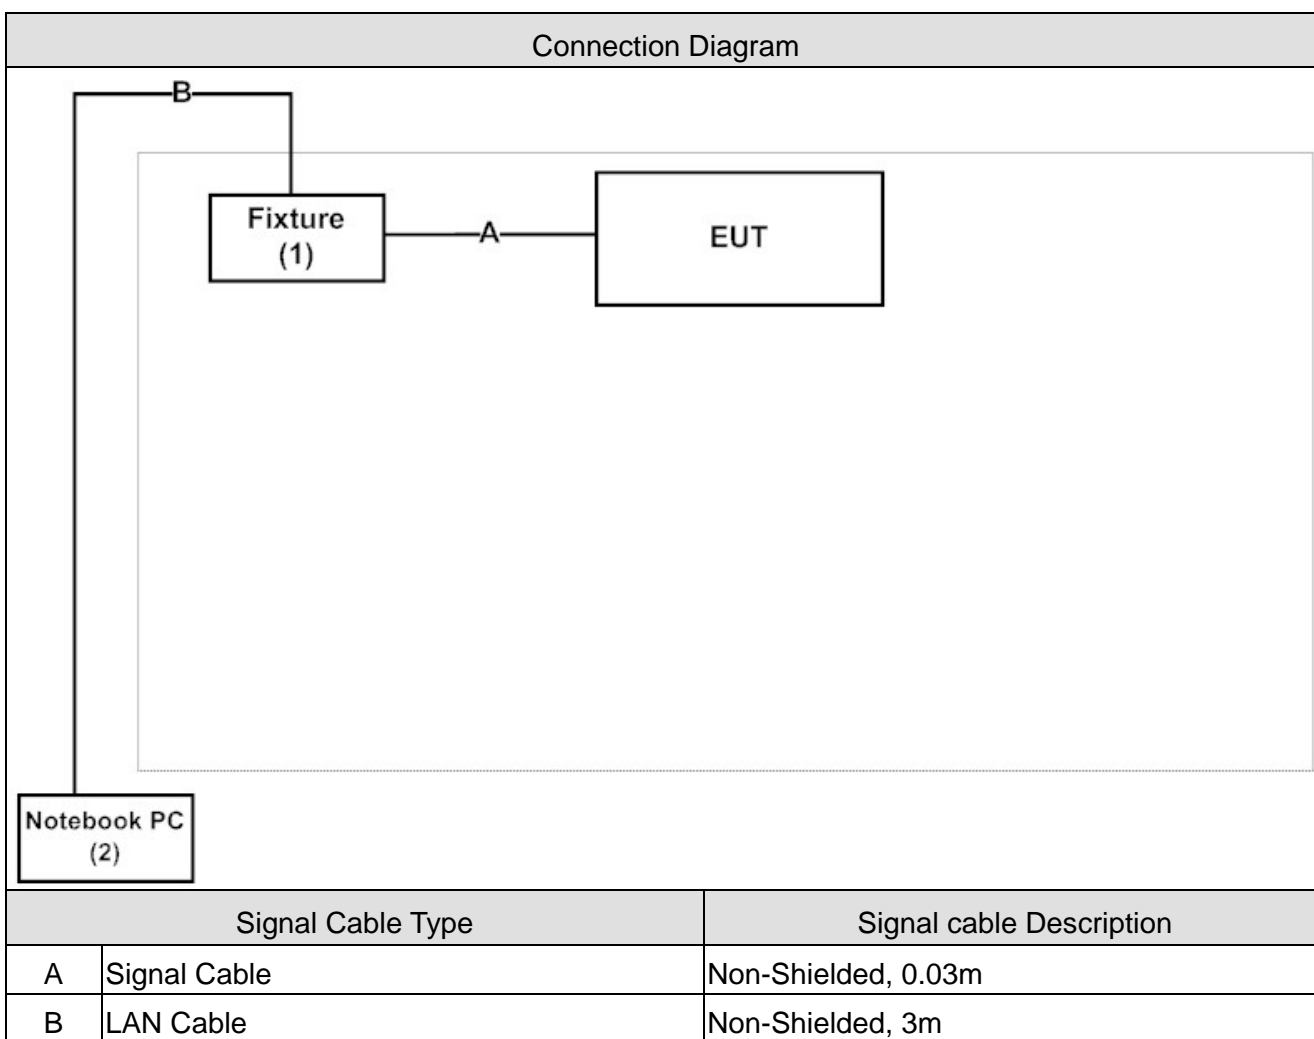 Connection Diagram
B
Fixture
(1)
A
EUT
Notebook PC
(2)
Signal Cable Type Signal cable Description
A Signal Cable Non-Shielded, 0.03m
B LAN Cable Non-Shielded, 3m